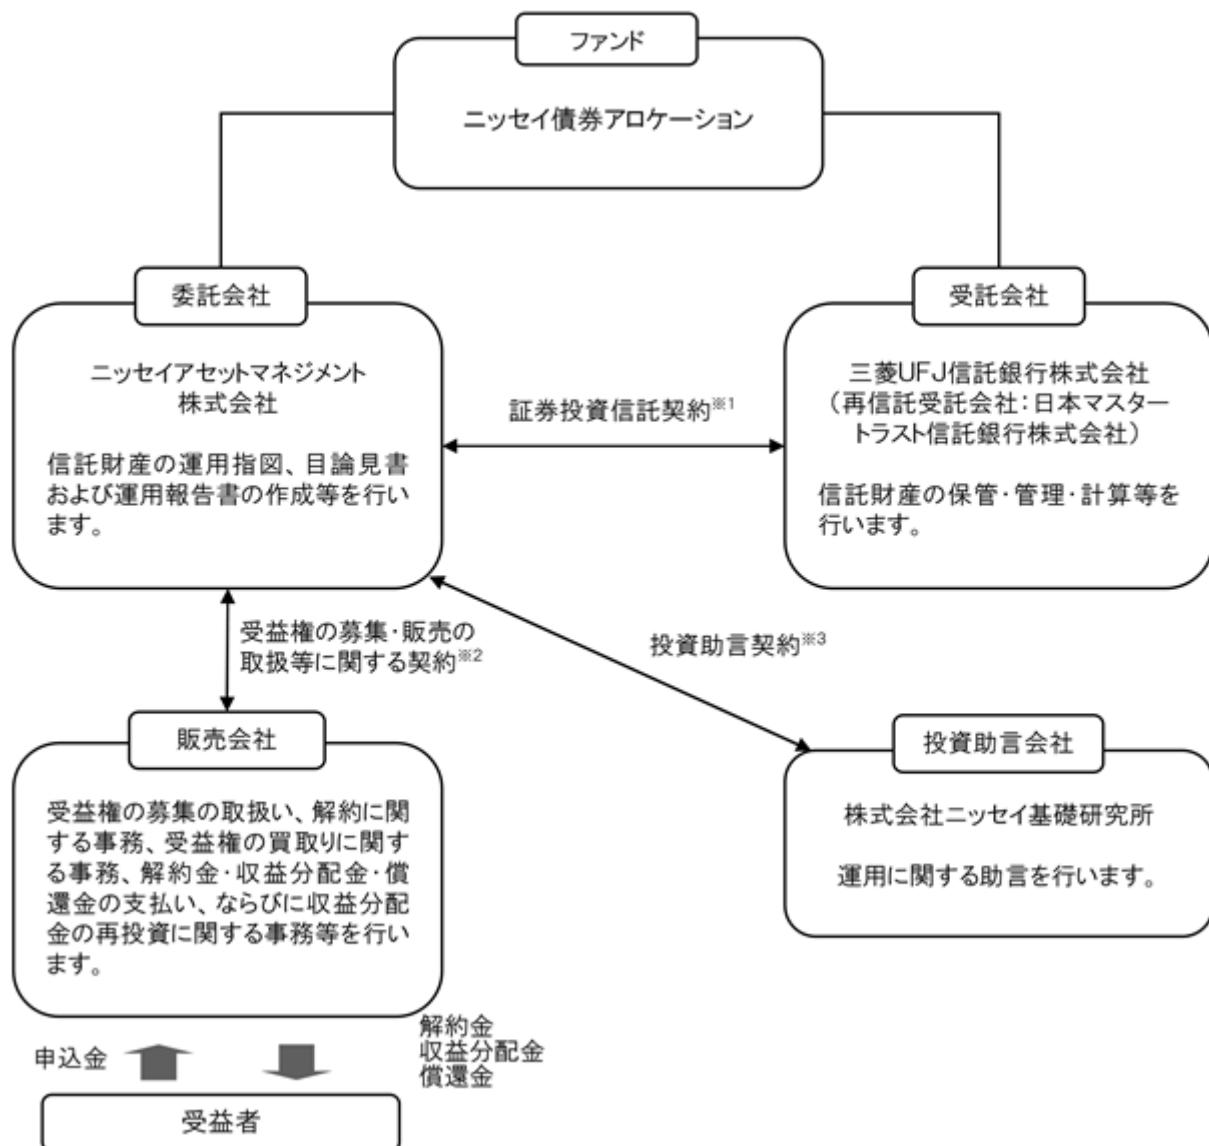 ファンド
ニッセイ債券アロケーション
委託会社
ニッセイアセットマネジメント
株式会社
信託財産の運用指図、目論見書
および運用報告書の作成等を行い
ます。
証券投資信託契約※1
受託会社
三菱UFJ信託銀行株式会社
（再信託受託会社：日本マスター
トラスト信託銀行株式会社）
信託財産の保管・管理・計算等を
行います。
受益権の募集・販売の
取扱等に関する契約※2
投資助言契約※3
販売会社
受益権の募集の取扱い、解約に関
する事務、受益権の買取りに関す
る事務、解約金・収益分配金・償
還金の支払い、ならびに収益分配
金の再投資に関する事務等を行い
ます。
投資助言会社
株式会社ニッセイ基礎研究所
運用に関する助言を行います。
申込金
解約金
収益分配金
償還金
受益者